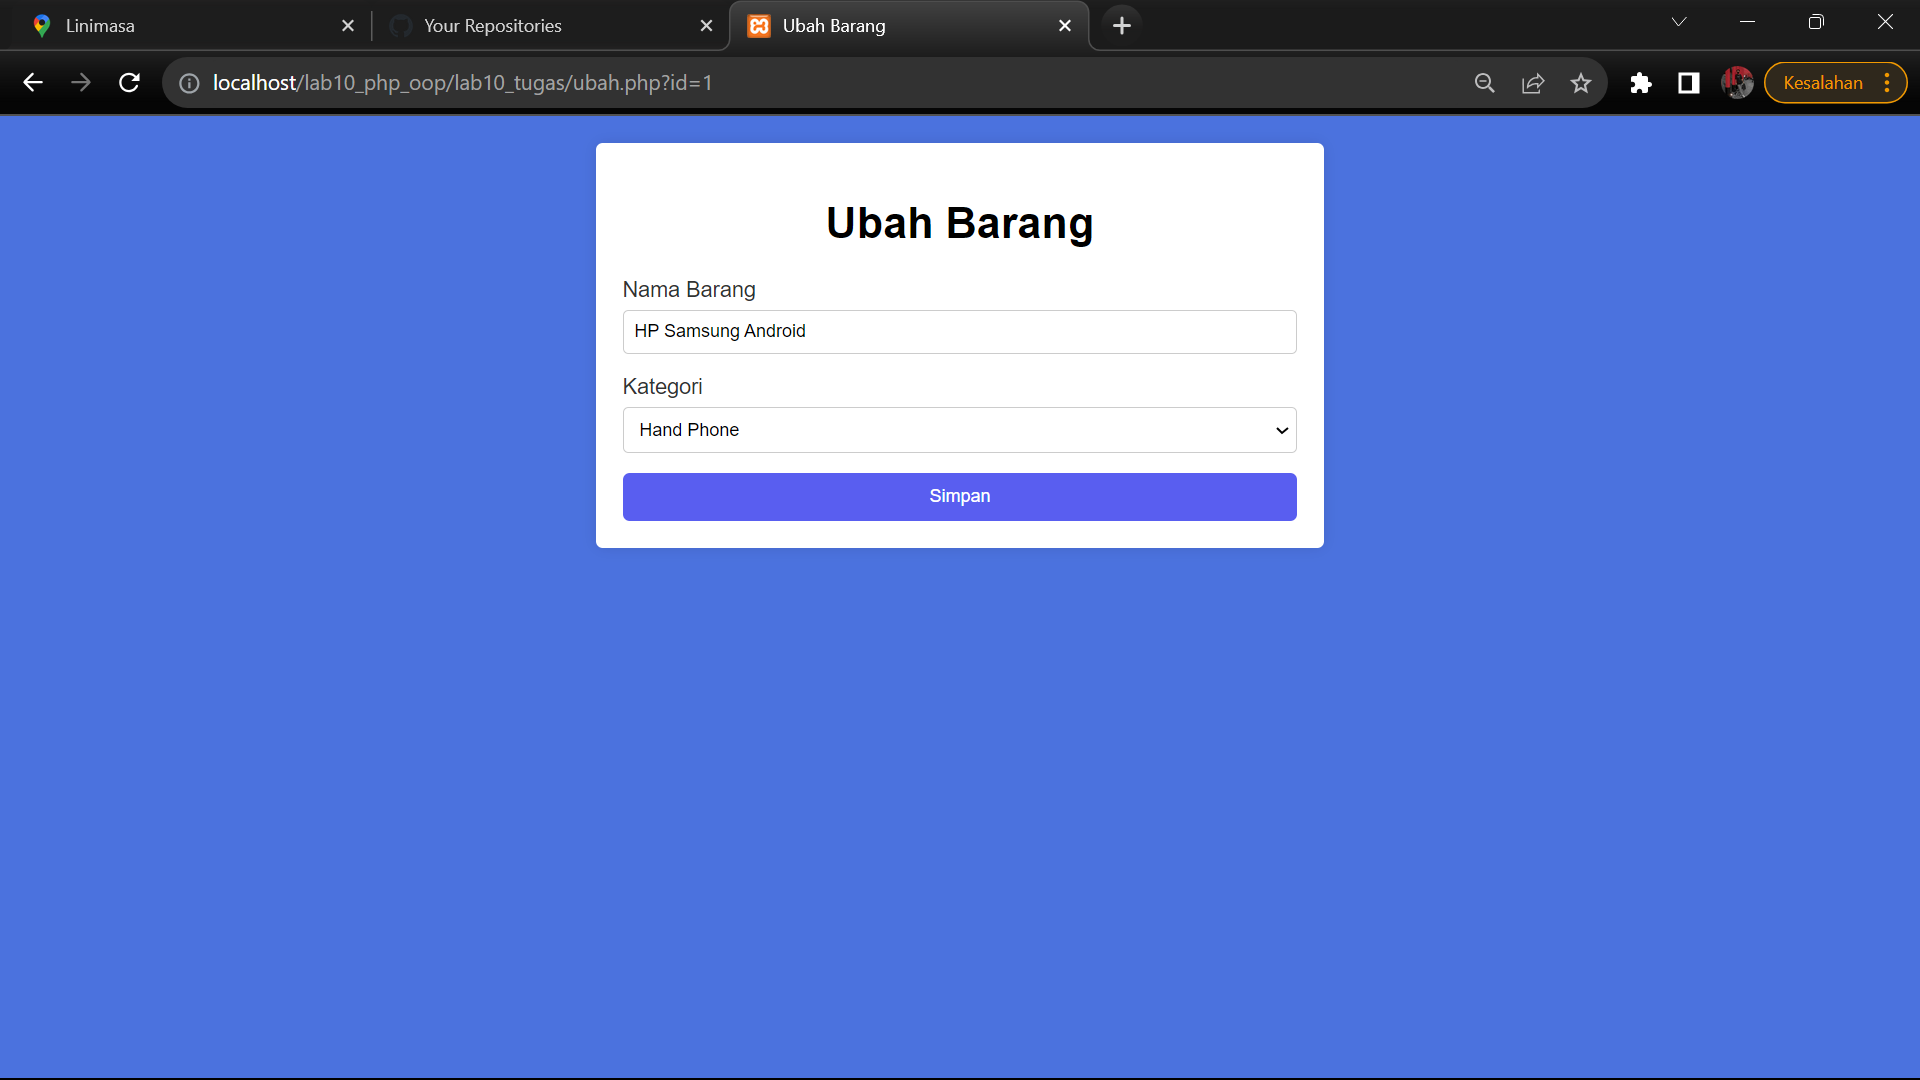 Linimasa
Your Repositories
Ubah Barang
localhost/lab10_php_oop/lab10_tugas/ubah.php?id=1
Kesalahan
Ubah Barang
Nama Barang
HP Samsung Android
Kategori
Hand Phone
Simpan